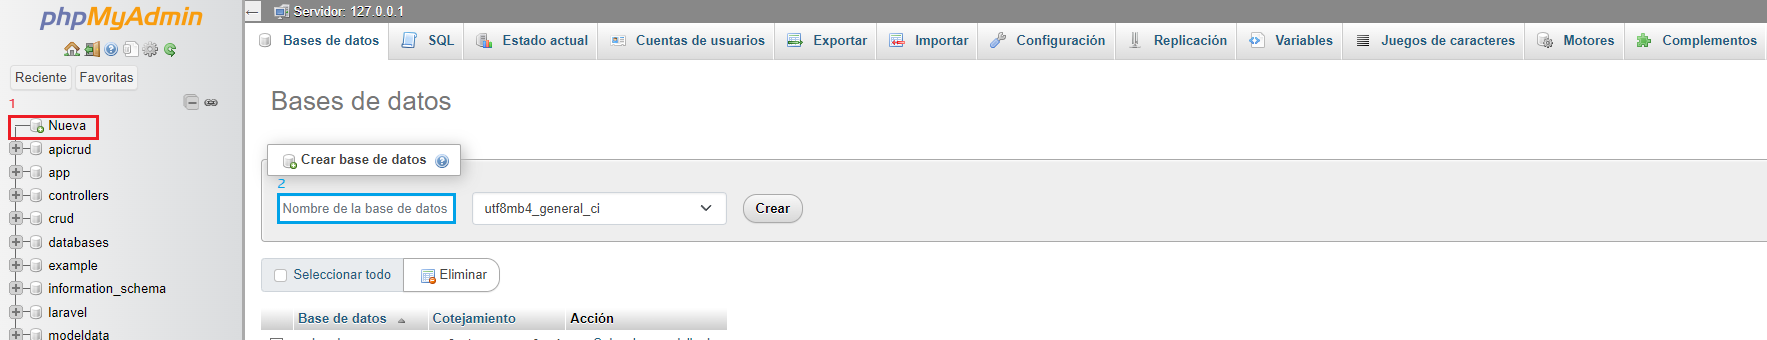 phpMyAdmin
Reciente Favoritas
1
Nueva
apicrud
app
controllers
crud
databases
example
information_schema
laravel
modeldata
Servidor: 127.0.0.1
Bases de datos SQL Estado actual Cuentas de usuarios Exportar Importar Configuración Replicación Variables Juegos de caracteres Motores Complementos
Bases de datos
Crear base de datos
2
Nombre de la base de datos utf8mb4_general_ci Crear
Seleccionar todo Eliminar
Base de datos Cotejamiento Acción